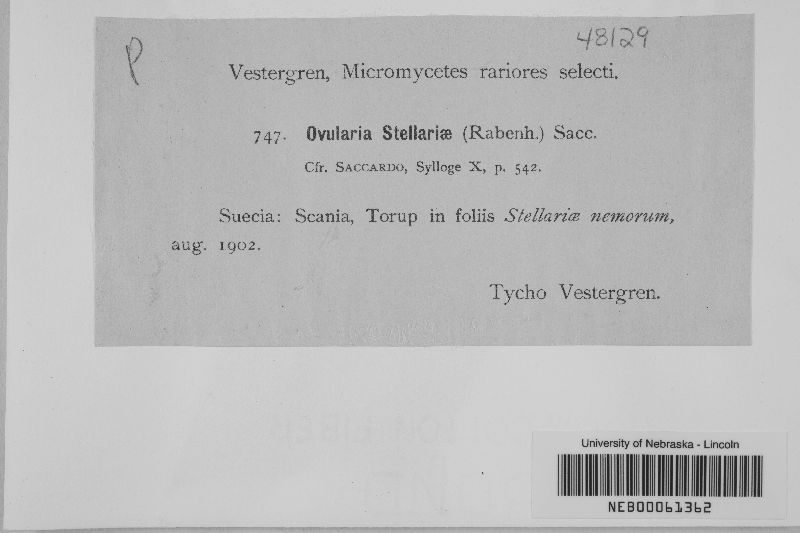 P
48129
Vestergren, Micromycetes rariores selecti.
747. Ovularia Stellariæ (Rabenh.) Sacc.
Cfr. SACCARDO, Sylloge X, p. 542.
Suecia: Scania, Torup in foliis Stellariæ nemorum,
aug. 1902.
Tycho Vestergren.
University of Nebraska - Lincoln
NEB00061362